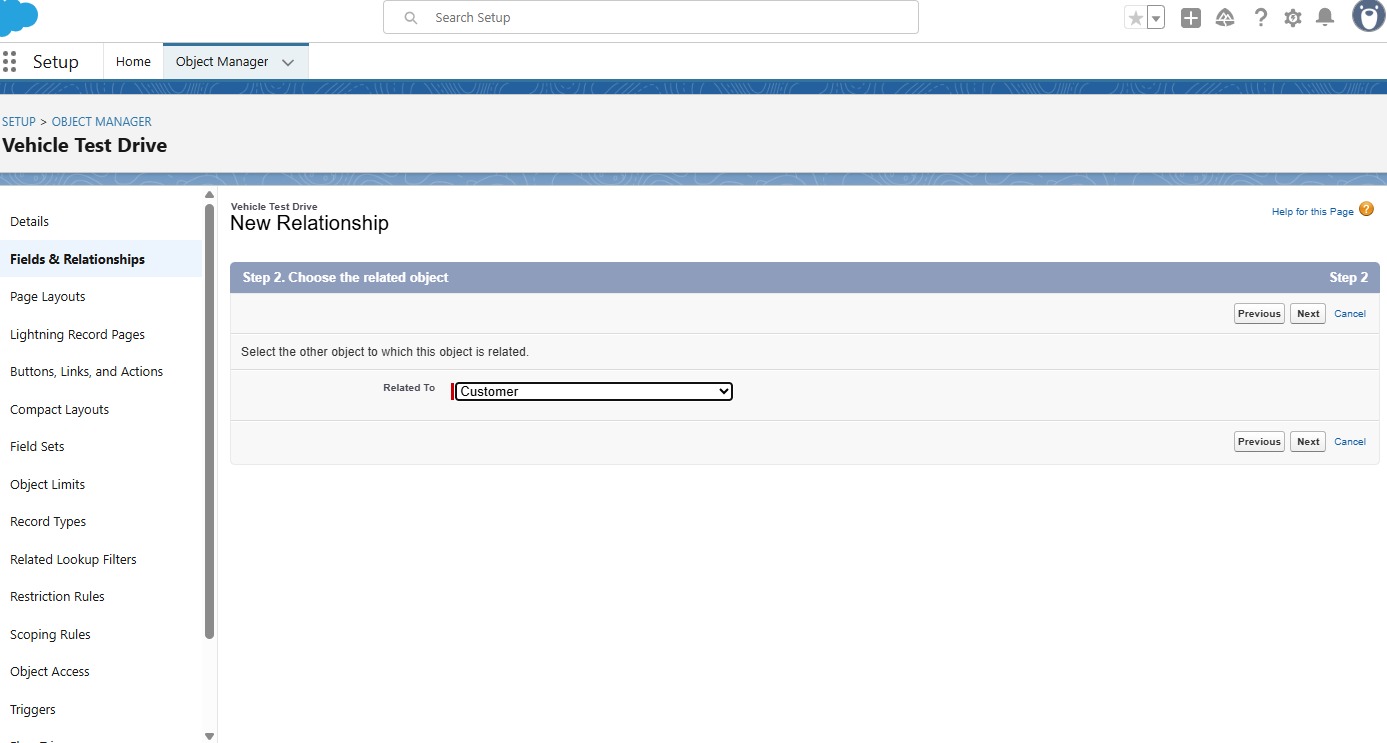 Search Setup
Setup
Home
Object Manager
SETUP > OBJECT MANAGER
Vehicle Test Drive
Details
Fields & Relationships
Page Layouts
Lightning Record Pages
Buttons, Links, and Actions
Compact Layouts
Field Sets
Object Limits
Record Types
Related Lookup Filters
Restriction Rules
Scoping Rules
Object Access
Triggers
Vehicle Test Drive
New Relationship
Help for this Page ?
Step 2. Choose the related object Step 2
Previous Next Cancel
Select the other object to which this object is related.
Related To Customer
Previous Next Cancel